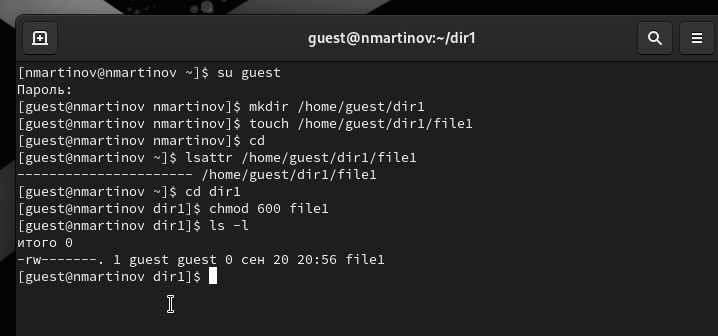 guest@nmartinov:~/dir1
[nmartinov@nmartinov ~]$ su guest
Пароль:
[guest@nmartinov nmartinov]$ mkdir /home/guest/dir1
[guest@nmartinov nmartinov]$ touch /home/guest/dir1/file1
[guest@nmartinov nmartinov]$ cd
[guest@nmartinov ~]$ lsattr /home/guest/dir1/file1
---------------------- /home/guest/dir1/file1
[guest@nmartinov ~]$ cd dir1
[guest@nmartinov dir1]$ chmod 600 file1
[guest@nmartinov dir1]$ ls -l
итого 0
-rw-------. 1 guest guest 0 сен 20 20:56 file1
[guest@nmartinov dir1]$